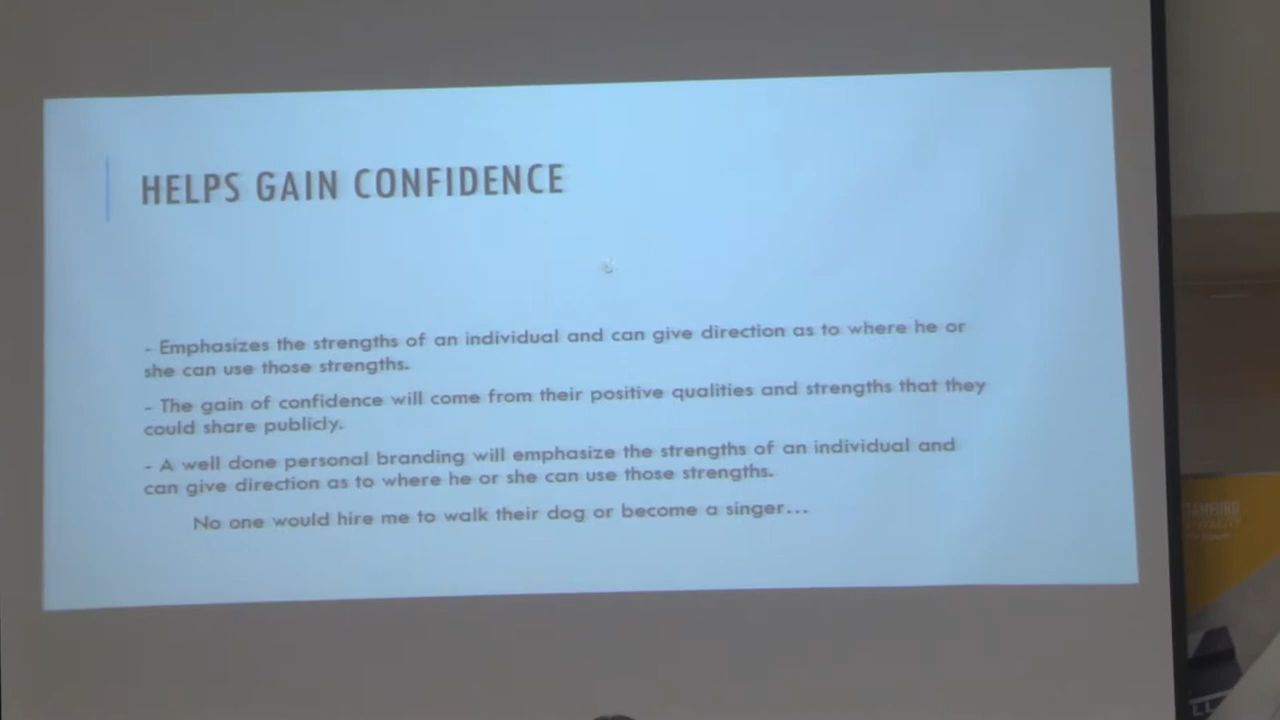 HELPS GAIN CONFIDENCE
- Emphasizes the strengths of an individual and can give direction as to where he or
she can use those strengths.
- The gain of confidence will come from their positive qualities and strengths that they
could share publicly.
- A well done personal branding will emphasize the strengths of an individual and
can give direction as to where he or she can use those strengths.
No one would hire me to walk their dog or become a singer...